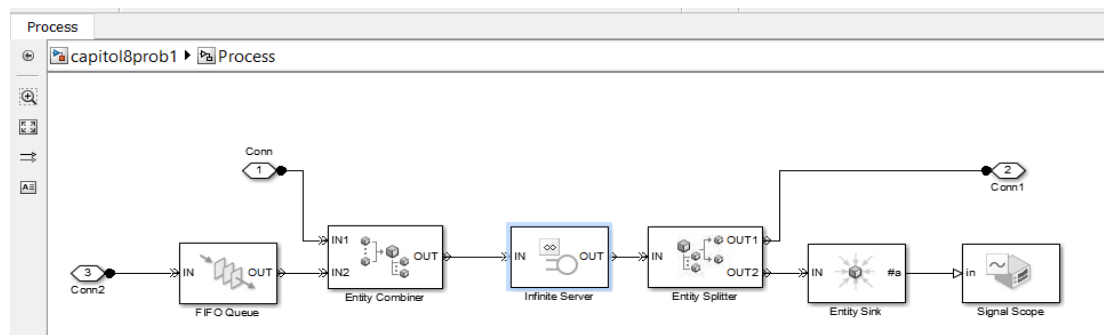 Process
capitol8prob1 Process
Conn
1
2
Conn1
IN1
IN2
OUT
Entity Combiner
IN
OUT
Infinite Server
IN
OUT1
OUT2
Entity Splitter
3
Conn2
IN
OUT
FIFO Queue
IN
#a
Entity Sink
in
Signal Scope